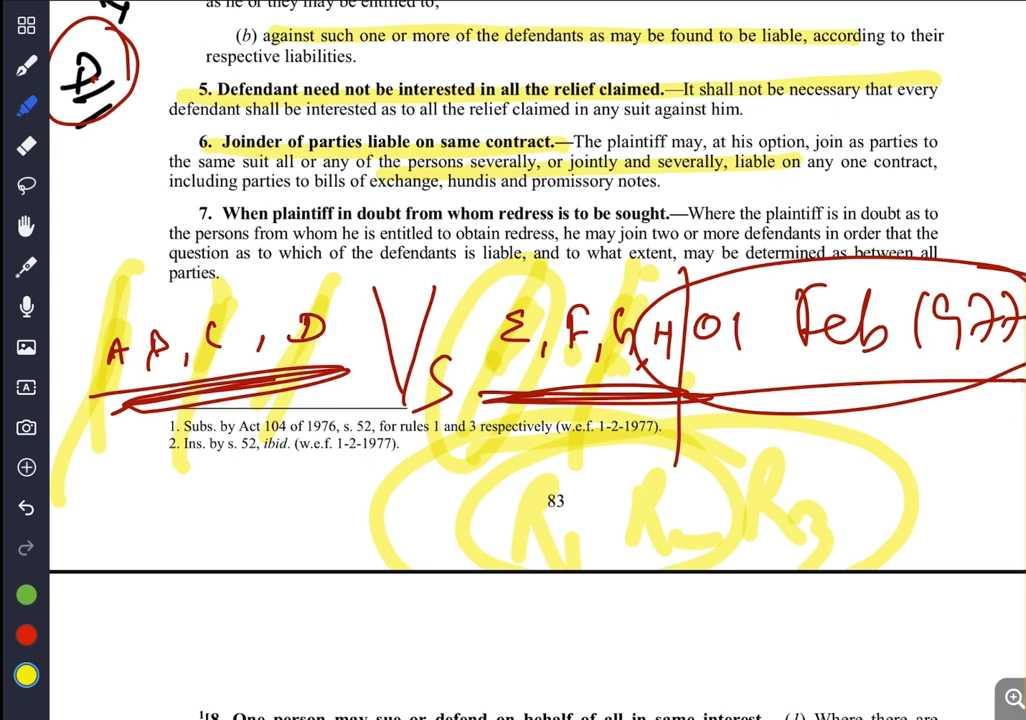 as he or they may be entitled to;
(b) against such one or more of the defendants as may be found to be liable, according to their
respective liabilities.
5. Defendant need not be interested in all the relief claimed.—It shall not be necessary that every
defendant shall be interested as to all the relief claimed in any suit against him.
6. Joinder of parties liable on same contract.—The plaintiff may, at his option, join as parties to
the same suit all or any of the persons severally, or jointly and severally, liable on any one contract,
including parties to bills of exchange, hundis and promissory notes.
7. When plaintiff in doubt from whom redress is to be sought.—Where the plaintiff is in doubt as to
the persons from whom he is entitled to obtain redress, he may join two or more defendants in order that the
question as to which of the defendants is liable, and to what extent, may be determined as between all
parties.
D
A B, C, D Vs E, F, G, H 01 Feb 1977
1. Subs. by Act 104 of 1976, s. 52, for rules 1 and 3 respectively (w.e.f. 1-2-1977).
2. Ins. by s. 52, ibid. (w.e.f. 1-2-1977).
83
R1 R2 R3
1[8. One person may sue or defend on behalf of all in same interest.—(1) Where there are